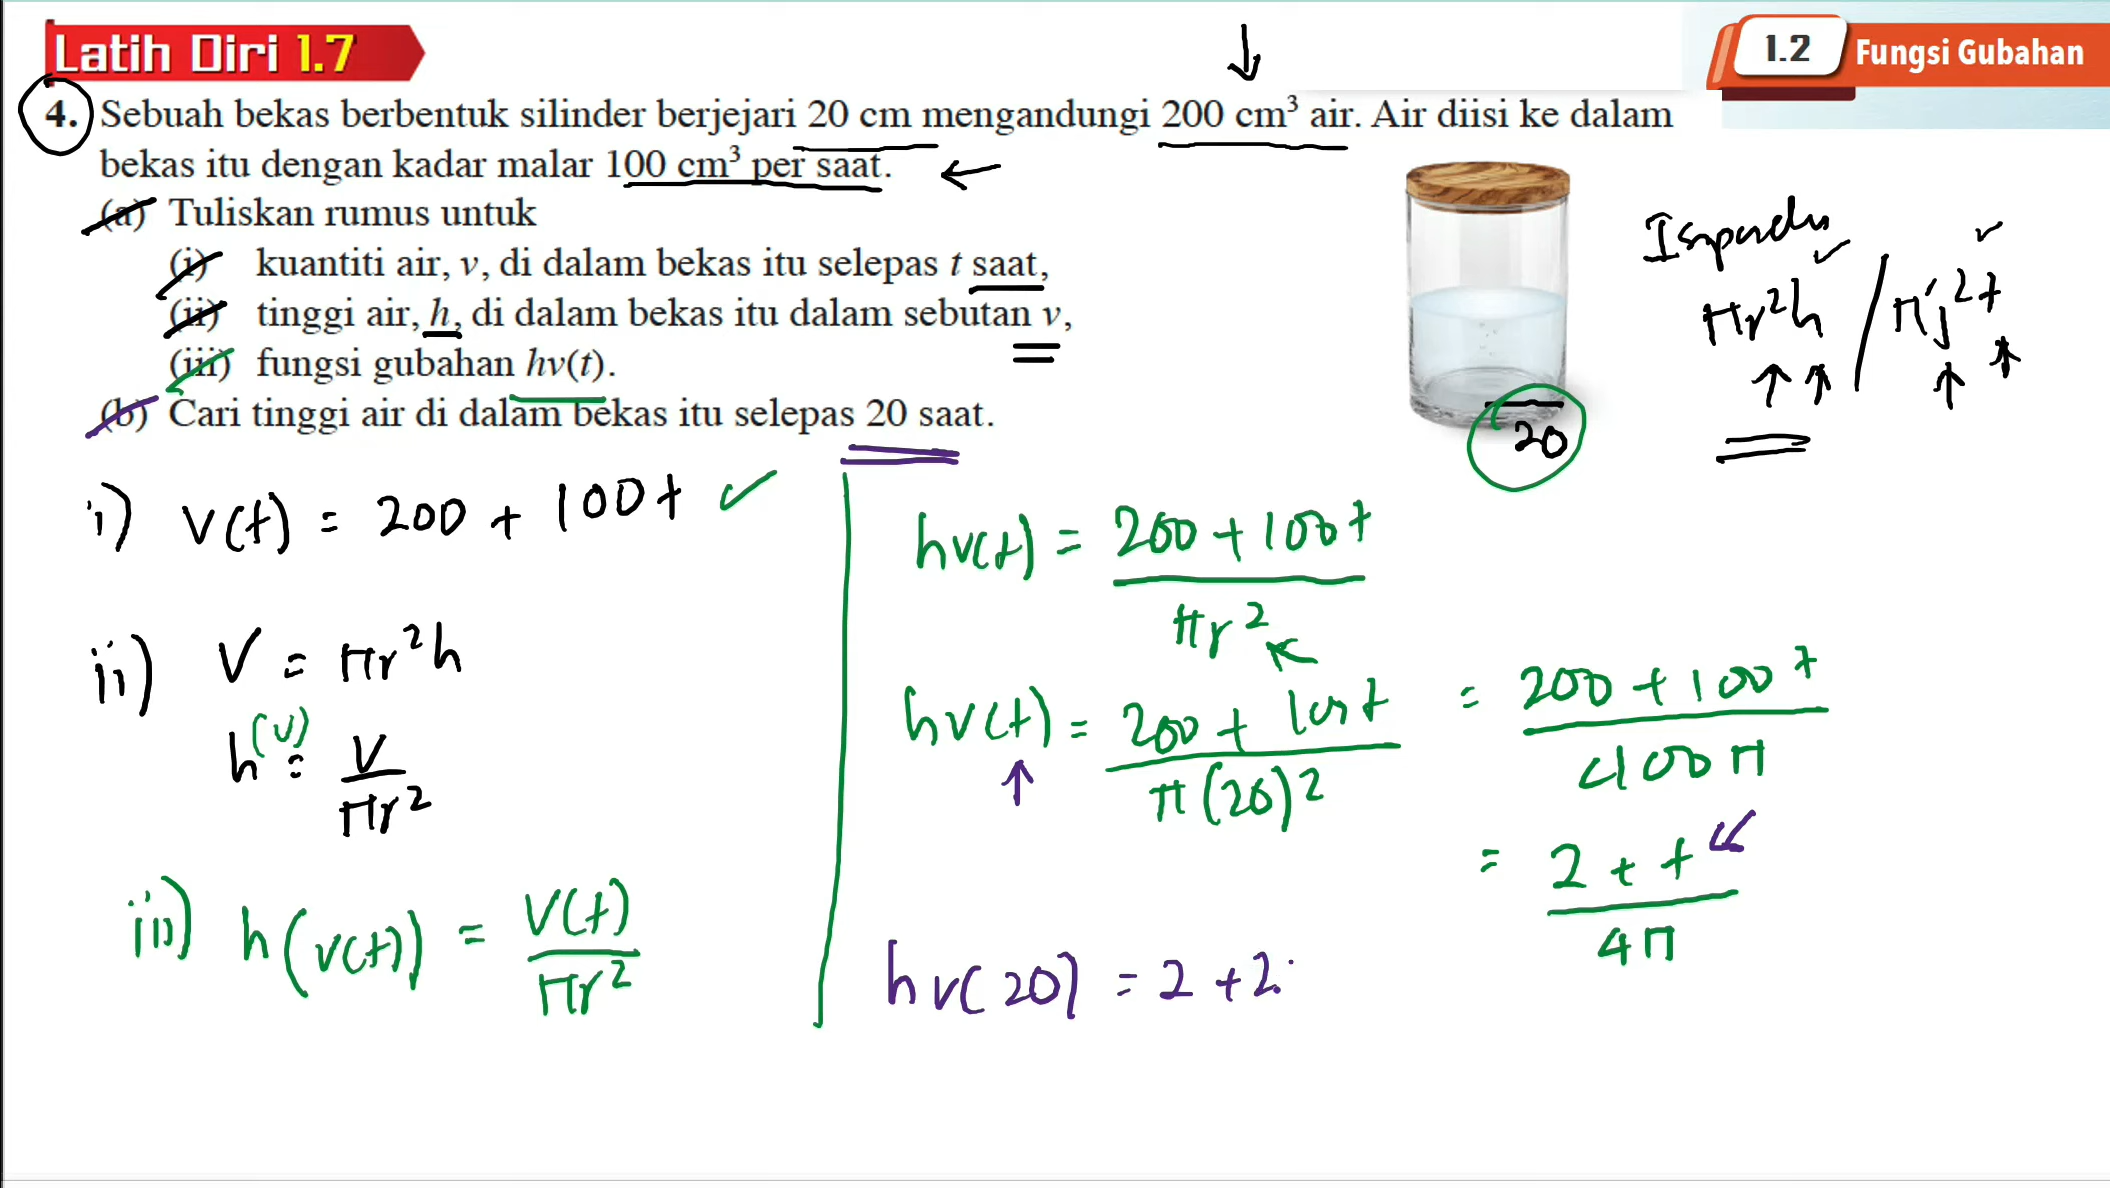 Latih Diri 1.7
1.2 Fungsi Gubahan
4. Sebuah bekas berbentuk silinder berjejari 20 cm mengandungi 200 cm³ air. Air diisi ke dalam
bekas itu dengan kadar malar 100 cm³ per saat.
(a) Tuliskan rumus untuk
(i) kuantiti air, v, di dalam bekas itu selepas t saat,
(ii) tinggi air, h, di dalam bekas itu dalam sebutan v,
(iii) fungsi gubahan hv(t).
(b) Cari tinggi air di dalam bekas itu selepas 20 saat.
20
Isipadu
πr²h / πj²t
i) v(t) = 200 + 100t
ii) V = πr²h
h(v) = V / πr²
iii) h(v(t)) = v(t) / πr²
hv(t) = 200 + 100t / πr²
hv(t) = 200 + 100t / π(20)² = 200 + 100t / 400π
= 2 + t / 4π
hv(20) = 2 + 2